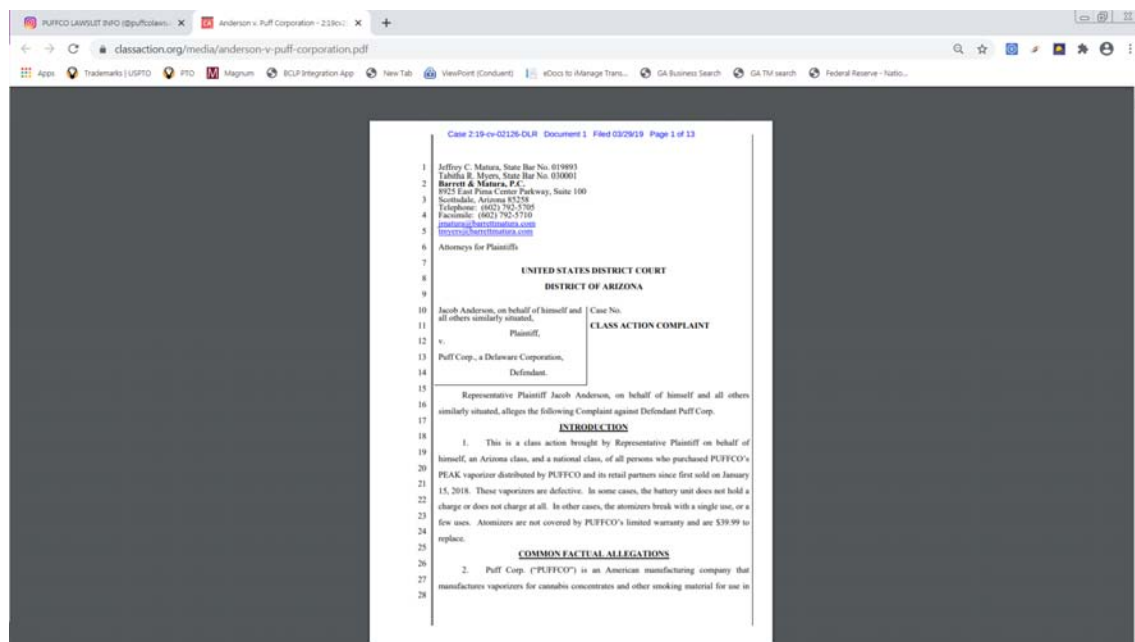 PUFFCO LAWSUIT INFO (@puffcolaws
Anderson v. Puff Corporation - 2:19cv
classaction.org/media/anderson-v-puff-corporation.pdf
Apps Trademarks | USPTO PTO Magnum BCLP Integration App New Tab ViewPoint (Conduent) eDocs to iManage Trans... GA Business Search GA TM search Federal Reserve - Natio...
Case 2:19-cv-02126-DLR Document 1 Filed 03/29/19 Page 1 of 13
1 Jeffrey C. Matura, State Bar No. 019893
Tabitha R. Myers, State Bar No. 030001
2 Barrett & Matura, P.C.
8925 East Pima Center Parkway, Suite 100
3 Scottsdale, Arizona 85258
Telephone: (602) 792-5705
4 Facsimile: (602) 792-5710
jmatura@barrettmatura.com
5 tmyers@barrettmatura.com
6 Attorneys for Plaintiffs
7
UNITED STATES DISTRICT COURT
8
DISTRICT OF ARIZONA
9
10 Jacob Anderson, on behalf of himself and Case No.
all others similarly situated,
11 CLASS ACTION COMPLAINT
Plaintiff,
12 v.
13 Puff Corp., a Delaware Corporation,
14 Defendant.
15
Representative Plaintiff Jacob Anderson, on behalf of himself and all others
16
similarly situated, alleges the following Complaint against Defendant Puff Corp.
17
INTRODUCTION
18
1. This is a class action brought by Representative Plaintiff on behalf of
19
himself, an Arizona class, and a national class, of all persons who purchased PUFFCO's
20
PEAK vaporizer distributed by PUFFCO and its retail partners since first sold on January
21
15, 2018. These vaporizers are defective. In some cases, the battery unit does not hold a
22
charge or does not charge at all. In other cases, the atomizers break with a single use, or a
23
few uses. Atomizers are not covered by PUFFCO's limited warranty and are $39.99 to
24
replace.
25
COMMON FACTUAL ALLEGATIONS
26
2. Puff Corp. ("PUFFCO") is an American manufacturing company that
27
manufactures vaporizers for cannabis concentrates and other smoking material for use in
28